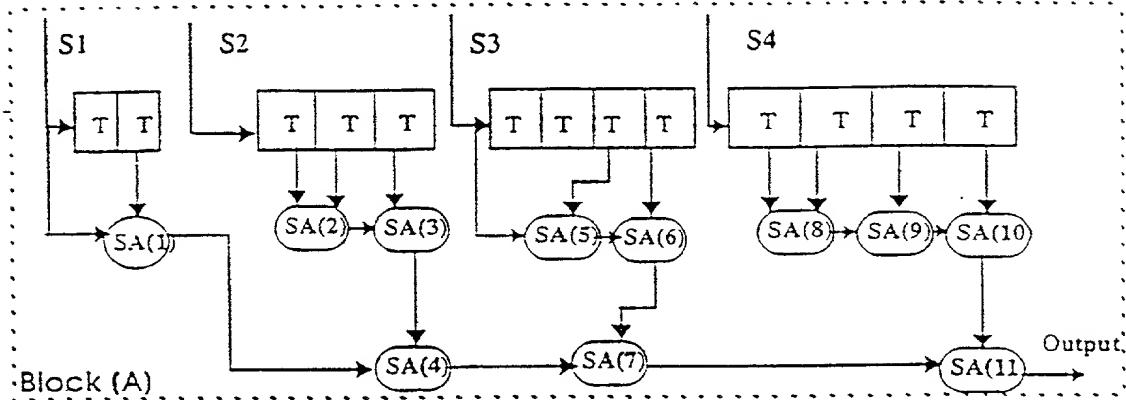 S1 S2 S3 S4
T T T T T T T T T T T T T
SA(1) SA(2) SA(3) SA(5) SA(6) SA(8) SA(9) SA(10)
Output
SA(4) SA(7) SA(11)
Block (A)